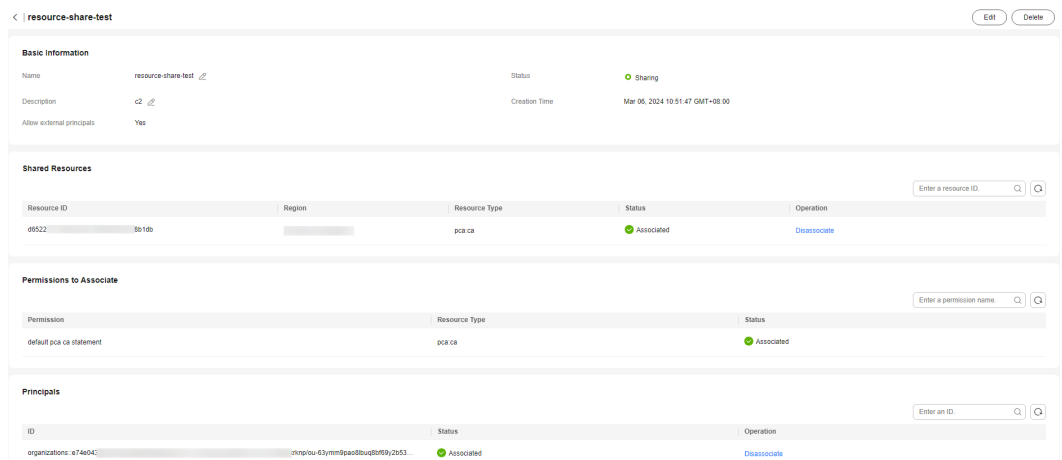 < | resource-share-test Edit Delete
Basic Information
Name resource-share-test Status Sharing
Description c2 Creation Time Mar 06, 2024 10:51:47 GMT+08:00
Allow external principals Yes
Shared Resources
Enter a resource ID.
Resource ID Region Resource Type Status Operation
d6522 8b1db pca:ca Associated Disassociate
Permissions to Associate
Enter a permission name.
Permission Resource Type Status
default pca ca statement pca:ca Associated
Principals
Enter an ID.
ID Status Operation
organizations::e74e043 zknp/ou-63ymm9pao8lbuq8bf69y2b53... Associated Disassociate